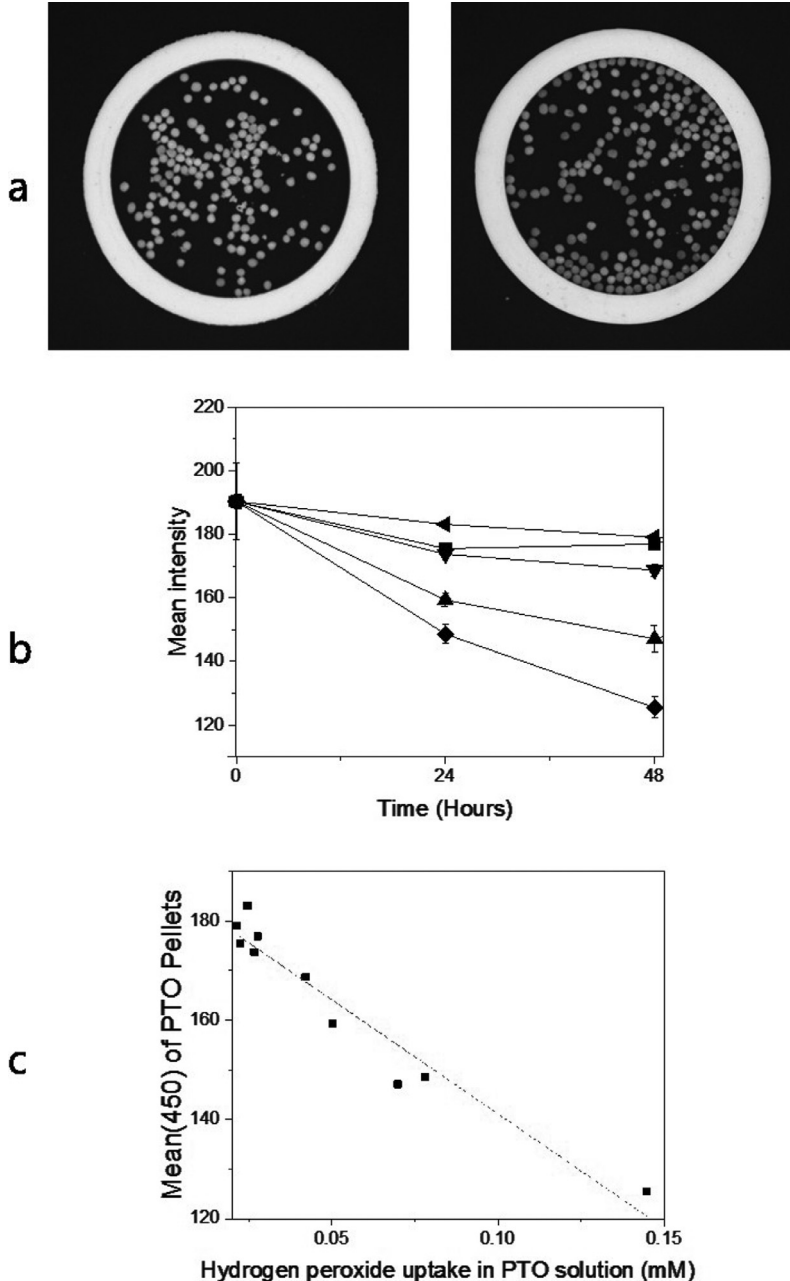 a
220
200
180
160
140
120
Mean intensity
b
0
24
48
Time (Hours)
180
160
140
120
Mean(450) of PTO Pellets
c
0.05
0.10
0.15
Hydrogen peroxide uptake in PTO solution (mM)